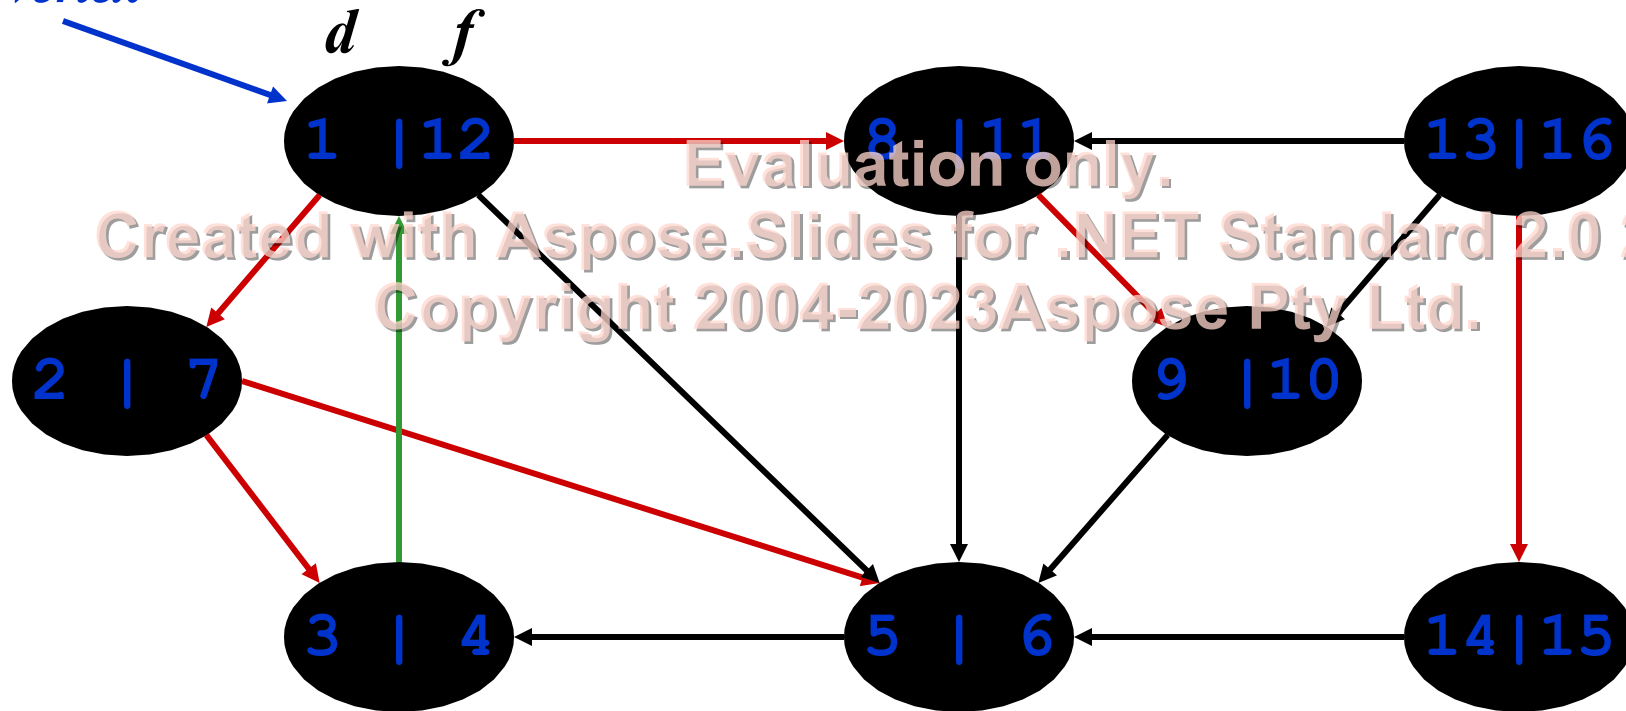 d f
1 |12 8 |11 13|16
Evaluation only.
Created with Aspose.Slides for .NET Standard 2.0
Copyright 2004-2023Aspose Pty Ltd.
2 | 7 9 |10
3 | 4 5 | 6 14|15